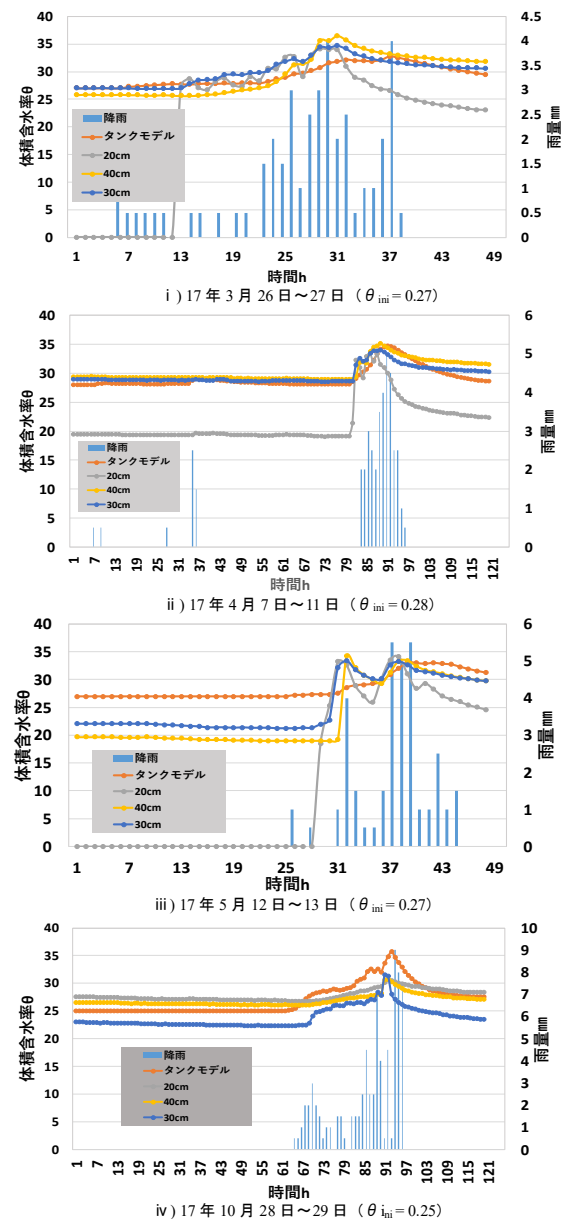 体積含水率θ
40
35
30
25
20
15
10
5
0
降雨
タンクモデル
20cm
40cm
30cm
4.5
4
3.5
3
2.5
2
1.5
1
0.5
0
雨量㎜
1 7 13 19 25 31 37 43 49
時間h
ⅰ) 17 年 3 月 26 日～27 日（θ ini = 0.27)
体積含水率θ
40
35
30
25
20
15
10
5
0
降雨
タンクモデル
20cm
40cm
30cm
6
5
4
3
2
1
0
雨量㎜
1 7 13 19 25 31 37 43 49 55 61 67 73 79 85 91 97 103 109 115 121
時間h
ⅱ) 17 年 4 月 7 日～11 日（θ ini = 0.28)
体積含水率θ
40
35
30
25
20
15
10
5
0
降雨
タンクモデル
20cm
40cm
30cm
6
5
4
3
2
1
0
雨量㎜
1 7 13 19 25 31 37 43 49
時間h
ⅲ) 17 年 5 月 12 日～13 日（θ ini = 0.27)
体積含水率θ
40
35
30
25
20
15
10
5
0
降雨
タンクモデル
20cm
40cm
30cm
10
9
8
7
6
5
4
3
2
1
0
雨量㎜
1 7 13 19 25 31 37 43 49 55 61 67 73 79 85 91 97 103 109 115 121
時間h
ⅳ) 17 年 10 月 28 日～29 日（θ ini = 0.25)